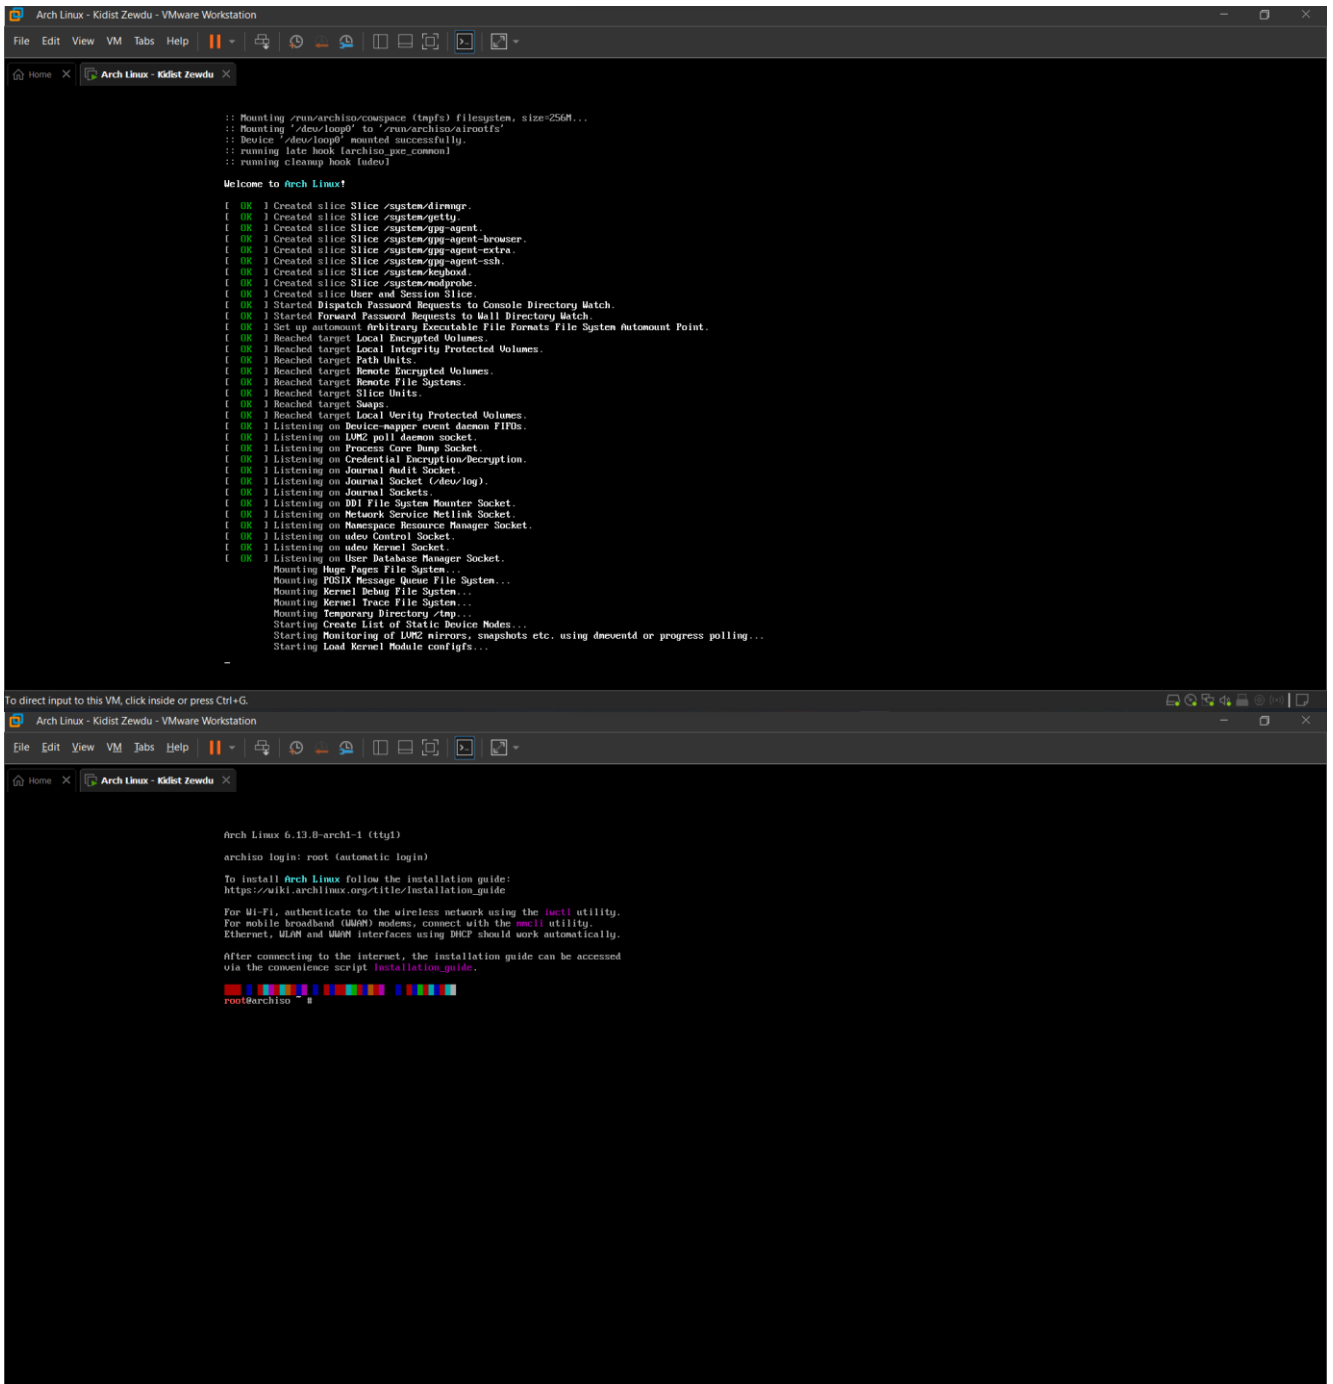 Arch Linux - Kidist Zewdu - VMware Workstation
File Edit View VM Tabs Help
Home Arch Linux - Kidist Zewdu
:: Mounting /run/archiso/cowspace (tmpfs) filesystem, size=256M...
:: Mounting '/dev/loop0' to '/run/archiso/airootfs'
:: Device '/dev/loop0' mounted successfully.
:: running late hook [archiso_pxe_common]
:: running cleanup hook [udev]
Welcome to Arch Linux!
[ OK ] Created slice Slice /system/dirmngr.
[ OK ] Created slice Slice /system/getty.
[ OK ] Created slice Slice /system/gpg-agent.
[ OK ] Created slice Slice /system/gpg-agent-browser.
[ OK ] Created slice Slice /system/gpg-agent-extra.
[ OK ] Created slice Slice /system/gpg-agent-ssh.
[ OK ] Created slice Slice /system/keyboxd.
[ OK ] Created slice Slice /system/modprobe.
[ OK ] Created slice User and Session Slice.
[ OK ] Started Dispatch Password Requests to Console Directory Watch.
[ OK ] Started Forward Password Requests to Wall Directory Watch.
[ OK ] Set up automount Arbitrary Executable File Formats File System Automount Point.
[ OK ] Reached target Local Encrypted Volumes.
[ OK ] Reached target Local Integrity Protected Volumes.
[ OK ] Reached target Path Units.
[ OK ] Reached target Remote Encrypted Volumes.
[ OK ] Reached target Remote File Systems.
[ OK ] Reached target Slice Units.
[ OK ] Reached target Swaps.
[ OK ] Reached target Local Verity Protected Volumes.
[ OK ] Listening on Device-mapper event daemon FIFOs.
[ OK ] Listening on LVM2 poll daemon socket.
[ OK ] Listening on Process Core Dump Socket.
[ OK ] Listening on Credential Encryption/Decryption.
[ OK ] Listening on Journal Audit Socket.
[ OK ] Listening on Journal Socket (/dev/log).
[ OK ] Listening on Journal Sockets.
[ OK ] Listening on DDI File System Mounter Socket.
[ OK ] Listening on Network Service Netlink Socket.
[ OK ] Listening on Namespace Resource Manager Socket.
[ OK ] Listening on udev Control Socket.
[ OK ] Listening on udev Kernel Socket.
[ OK ] Listening on User Database Manager Socket.
Mounting Huge Pages File System...
Mounting POSIX Message Queue File System...
Mounting Kernel Debug File System...
Mounting Kernel Trace File System...
Mounting Temporary Directory /tmp...
Starting Create List of Static Device Nodes...
Starting Monitoring of LVM2 mirrors, snapshots etc. using dmeventd or progress polling...
Starting Load Kernel Module configfs...
To direct input to this VM, click inside or press Ctrl+G.
Arch Linux - Kidist Zewdu - VMware Workstation
File Edit View VM Tabs Help
Home Arch Linux - Kidist Zewdu
Arch Linux 6.13.8-arch1-1 (tty1)
archiso login: root (automatic login)
To install Arch Linux follow the installation guide:
https://wiki.archlinux.org/title/Installation_guide
For Wi-Fi, authenticate to the wireless network using the iwctl utility.
For mobile broadband (WWAN) modems, connect with the mmcli utility.
Ethernet, WLAN and WWAN interfaces using DHCP should work automatically.
After connecting to the internet, the installation guide can be accessed
via the convenience script Installation_guide.
root@archiso ~ #